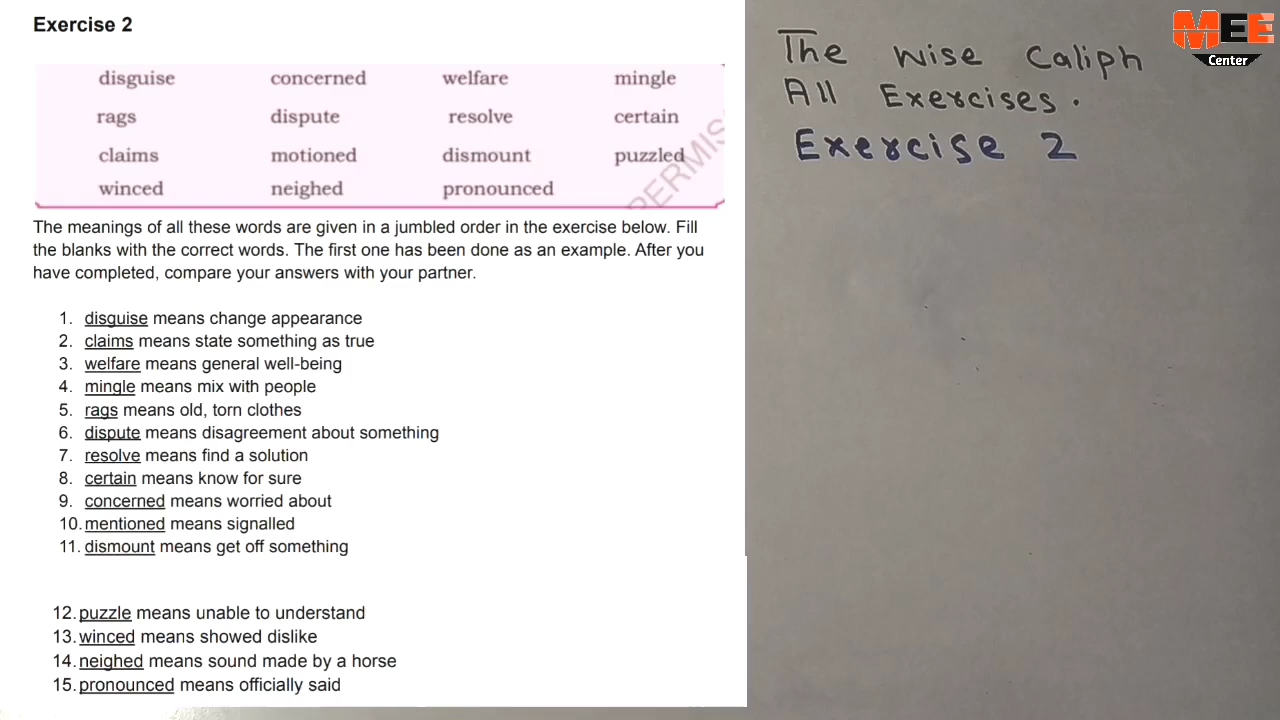 Exercise 2
disguise concerned welfare mingle
rags dispute resolve certain
claims motioned dismount puzzled
winced neighed pronounced
PERMIS
The meanings of all these words are given in a jumbled order in the exercise below. Fill
the blanks with the correct words. The first one has been done as an example. After you
have completed, compare your answers with your partner.
1. disguise means change appearance
2. claims means state something as true
3. welfare means general well-being
4. mingle means mix with people
5. rags means old, torn clothes
6. dispute means disagreement about something
7. resolve means find a solution
8. certain means know for sure
9. concerned means worried about
10. mentioned means signalled
11. dismount means get off something
12. puzzle means unable to understand
13. winced means showed dislike
14. neighed means sound made by a horse
15. pronounced means officially said
The Wise Caliph
All Exercises.
Exercise 2
MEE
Center